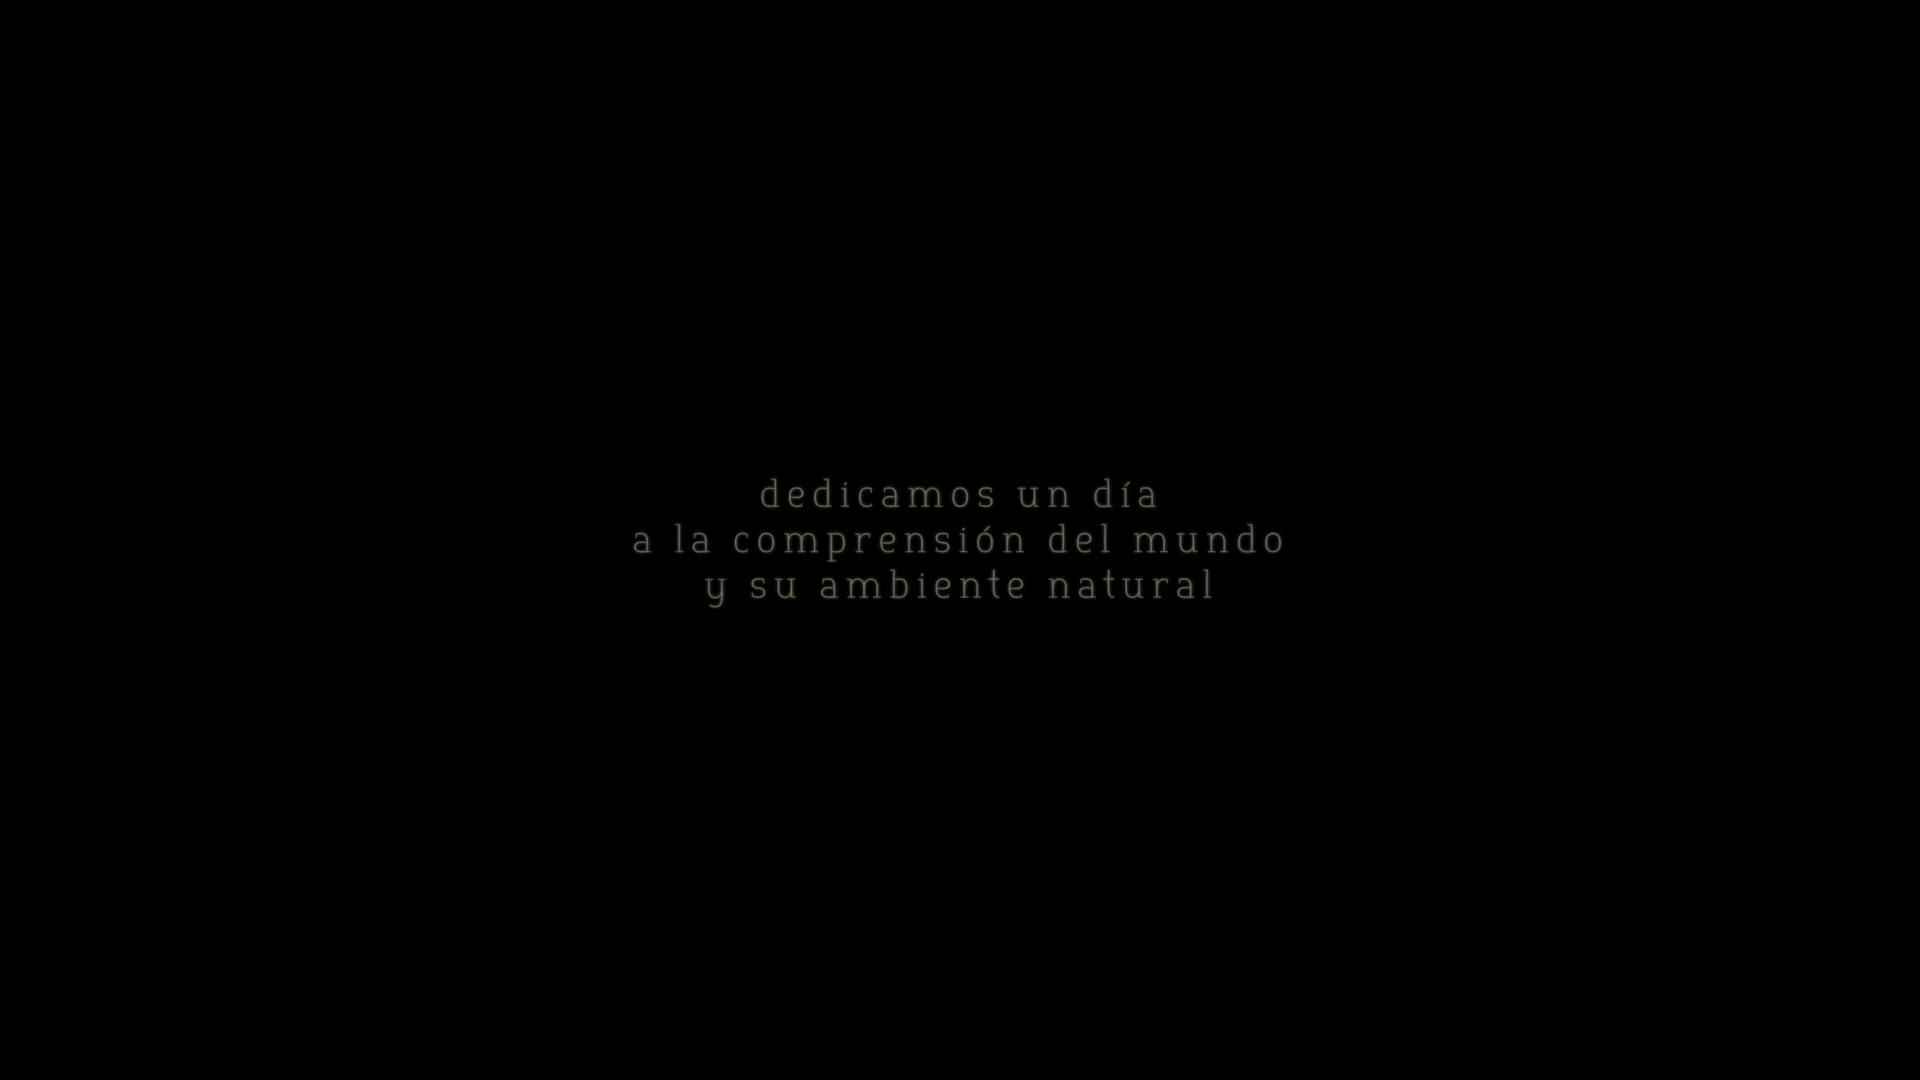 dedicamos un día
a la comprensión del mundo
y su ambiente natural